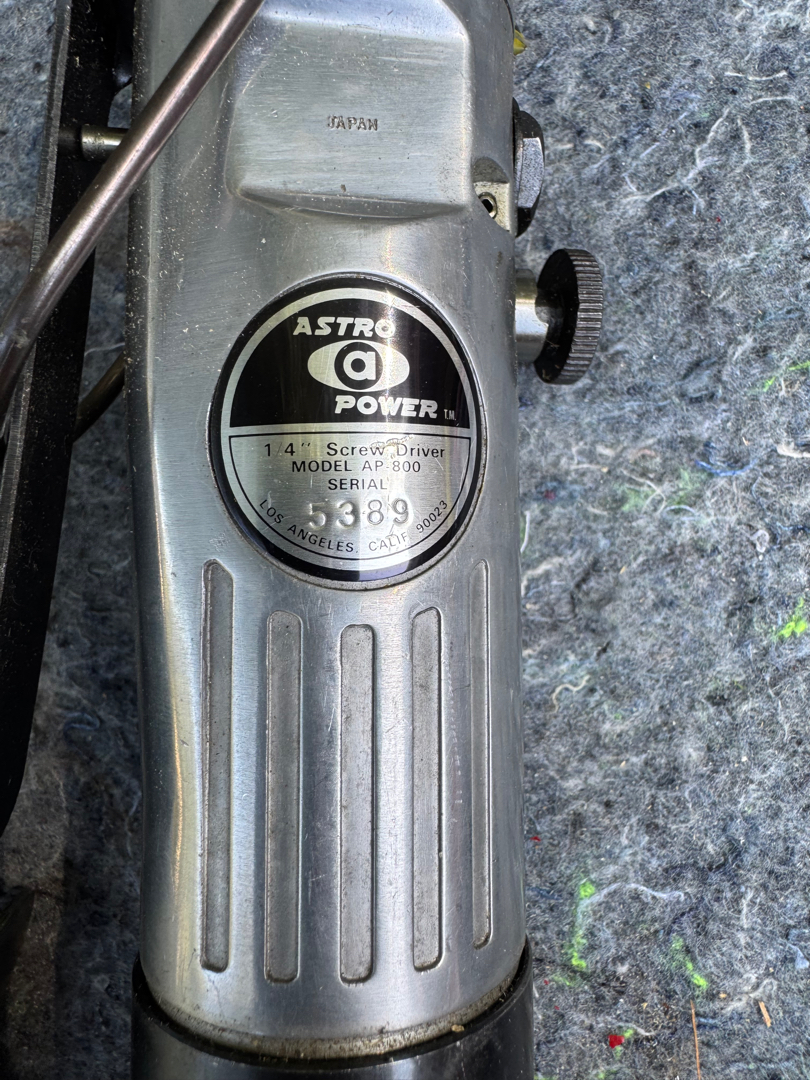 JAPAN
ASTRO
a
POWER T.M.
1/4" Screw Driver
MODEL AP-800
SERIAL
5389
LOS ANGELES, CALIF. 90023